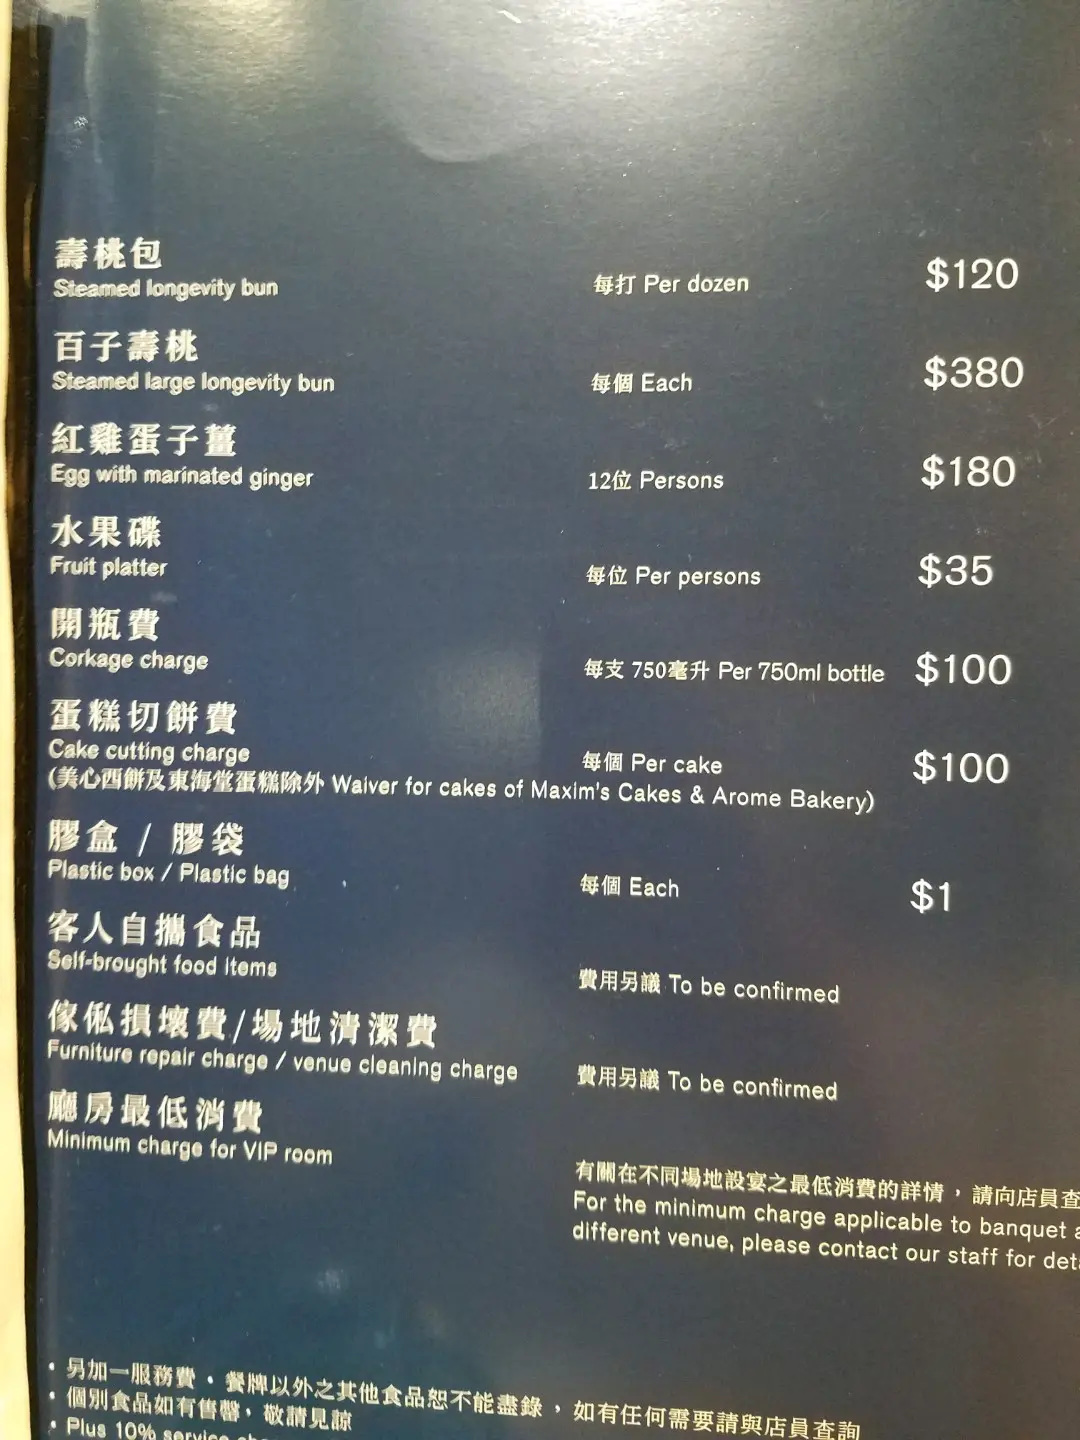 壽桃包
Steamed longevity bun
每打 Per dozen
$120
百子壽桃
Steamed large longevity bun
每個 Each
$380
紅雞蛋子薑
Egg with marinated ginger
12位 Persons
$180
水果碟
Fruit platter
每位 Per persons
$35
開瓶費
Corkage charge
每支 750毫升 Per 750ml bottle
$100
蛋糕切餅費
Cake cutting charge
每個 Per cake
$100
(美心西餅及東海堂蛋糕除外 Waiver for cakes of Maxim's Cakes & Arome Bakery)
膠盒 / 膠袋
Plastic box / Plastic bag
每個 Each
$1
客人自攜食品
Self-brought food items
費用另議 To be confirmed
傢俬損壞費/場地清潔費
Furniture repair charge / venue cleaning charge
費用另議 To be confirmed
廳房最低消費
Minimum charge for VIP room
有關在不同場地設宴之最低消費的詳情，請向店員查
For the minimum charge applicable to banquet
different venue, please contact our staff for
• 另加一服務費 • 餐牌以外之其他食品恕不能盡錄，如有任何需要請與店員查詢
• 個別食品如有售罄，敬請見諒
• Plus 10% service